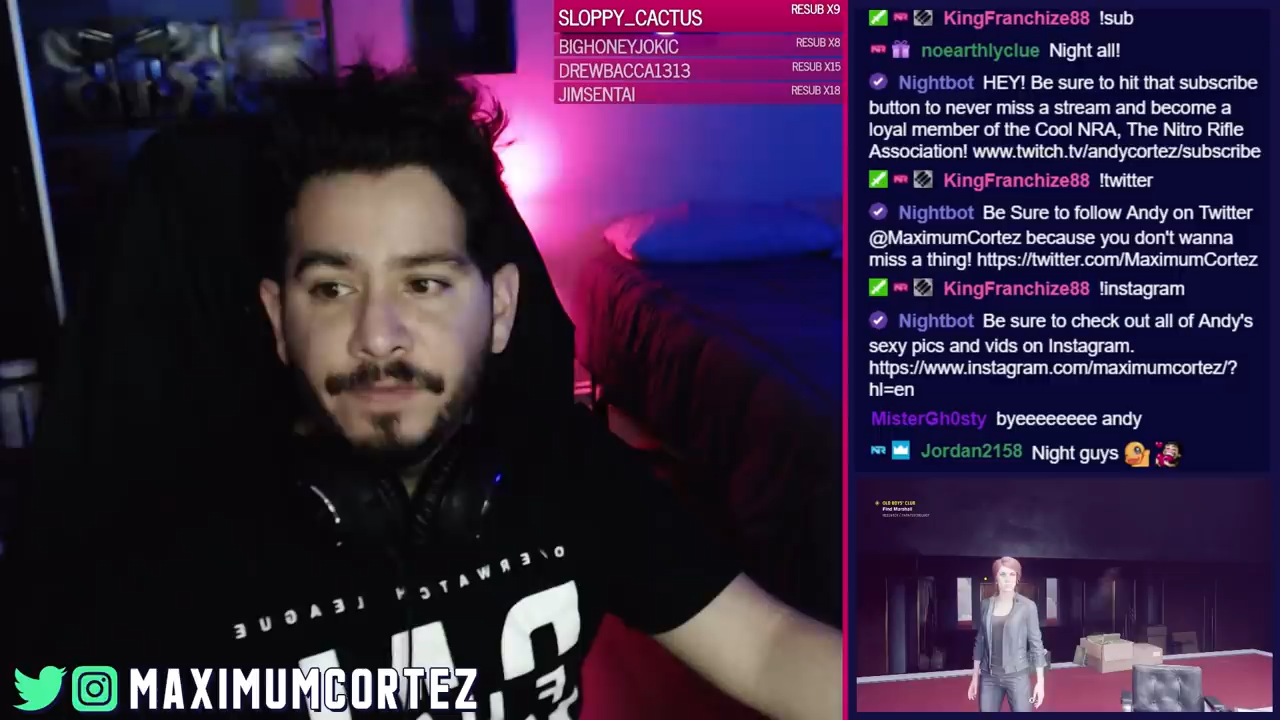 SLOPPY_CACTUS RESUB X9
BIGHONEYJOKIC RESUB X8
DREWBACCA1313 RESUB X15
JIMSENTAI RESUB X18
KingFranchize88 !sub
noearthlyclue Night all!
Nightbot HEY! Be sure to hit that subscribe
button to never miss a stream and become a
loyal member of the Cool NRA, The Nitro Rifle
Association! www.twitch.tv/andycortez/subscribe
KingFranchize88 !twitter
Nightbot Be Sure to follow Andy on Twitter
@MaximumCortez because you don't wanna
miss a thing! https://twitter.com/MaximumCortez
KingFranchize88 !instagram
Nightbot Be sure to check out all of Andy's
sexy pics and vids on Instagram.
https://www.instagram.com/maximumcortez/?
hl=en
MisterGh0sty byeeeeeeee andy
Jordan2158 Night guys
OLD BOYS' CLUB
Find Marshall
OVERWATCH LEAGUE
MAXIMUMCORTEZ